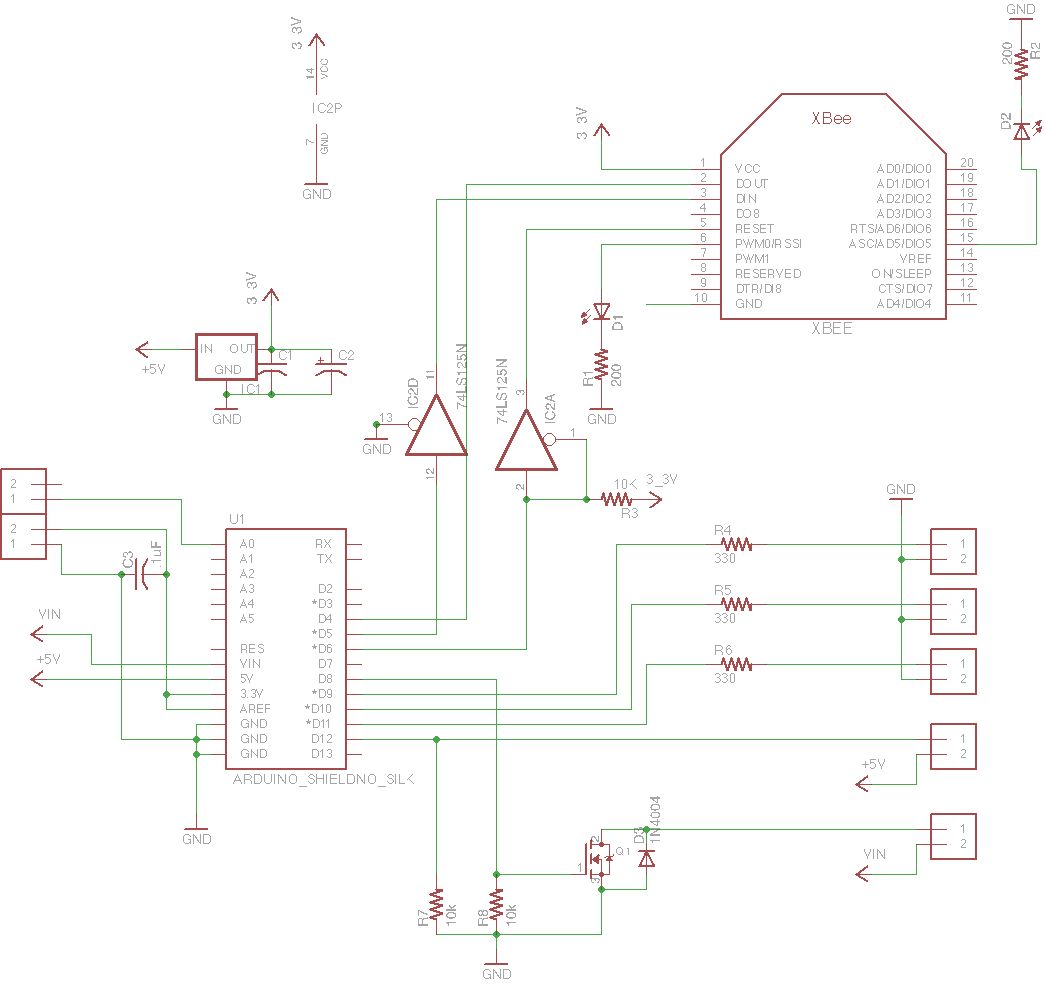 GND
200
R2
D2
3_3V
14
VCC
IC2P
7
GND
GND
3_3V
XBee
1 VCC AD0/DIO0 20
2 DOUT AD1/DIO1 19
3 DIN AD2/DIO2 18
4 DO8 AD3/DIO3 17
5 RESET RTS/AD6/DIO6 16
6 PWM0/RSSI ASC/AD5/DIO5 15
7 PWM1 VREF 14
8 RESERVED ON/SLEEP 13
9 DTR/DI8 CTS/DIO7 12
10 GND AD4/DIO4 11
XBEE
3_3V
IN OUT
GND
IC1
C1
C2
+5V
GND
D1
R1
200
GND
11
IC2D
74LS125N
13
GND
12
3
74LS125N
IC2A
1
2
10K
R3
3_3V
2
1
2
1
C3
.1uF
U1
A0 RX
A1 TX
A2
A3 D2
A4 *D3
A5 D4
*D5
RES *D6
VIN D7
5V D8
3.3V *D9
AREF *D10
GND *D11
GND D12
GND D13
ARDUINO_SHIELDNO_SILK
VIN
+5V
GND
GND
R4
330
1
2
R5
330
1
2
R6
330
1
2
1
2
+5V
1
2
VIN
D3
1N4004
2
Q1
1
3
R7
10k
R8
10k
GND